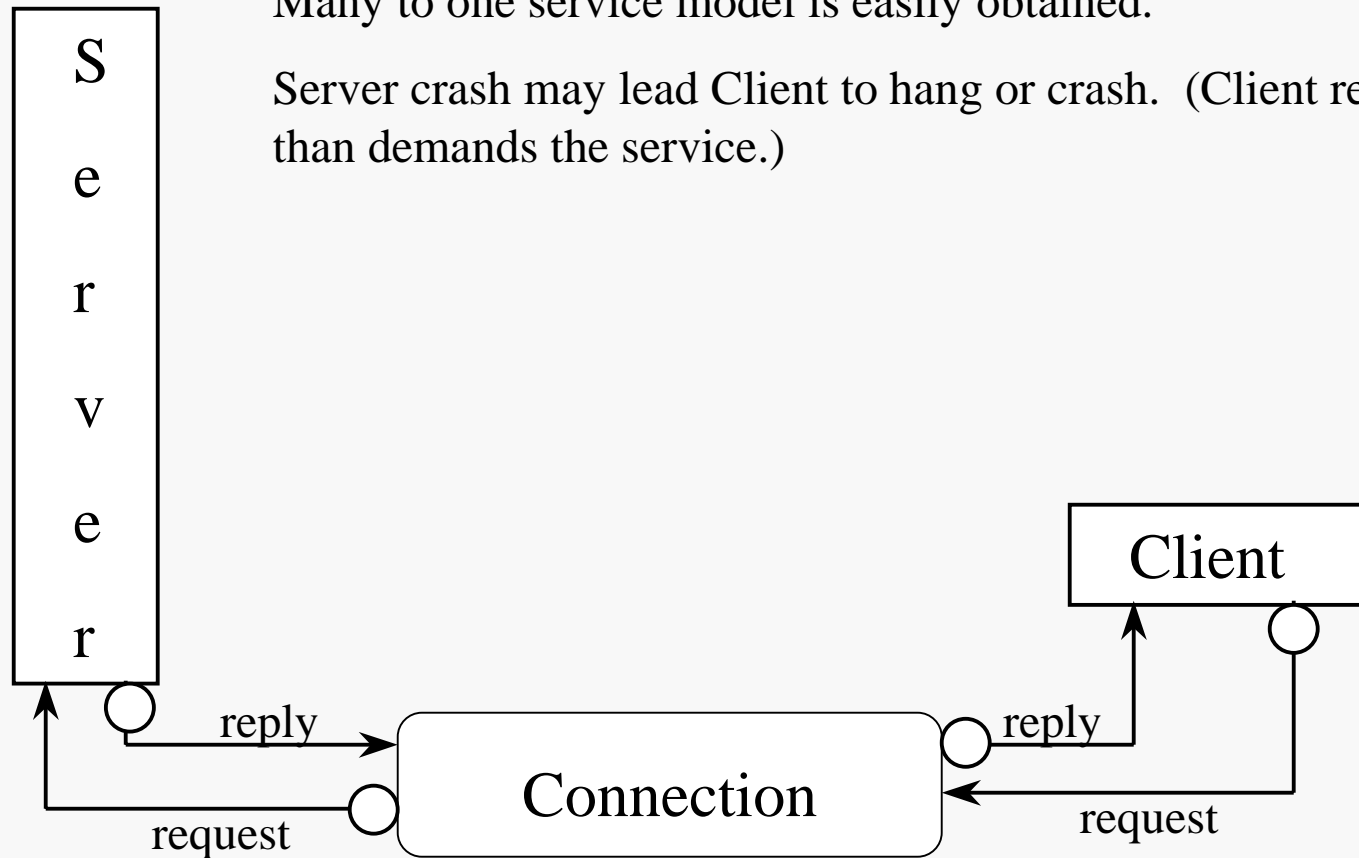 Many to one service model is easily obtained.
Server crash may lead Client to hang or crash. (Client re
than demands the service.)
Server
Client
reply
reply
Connection
request
request